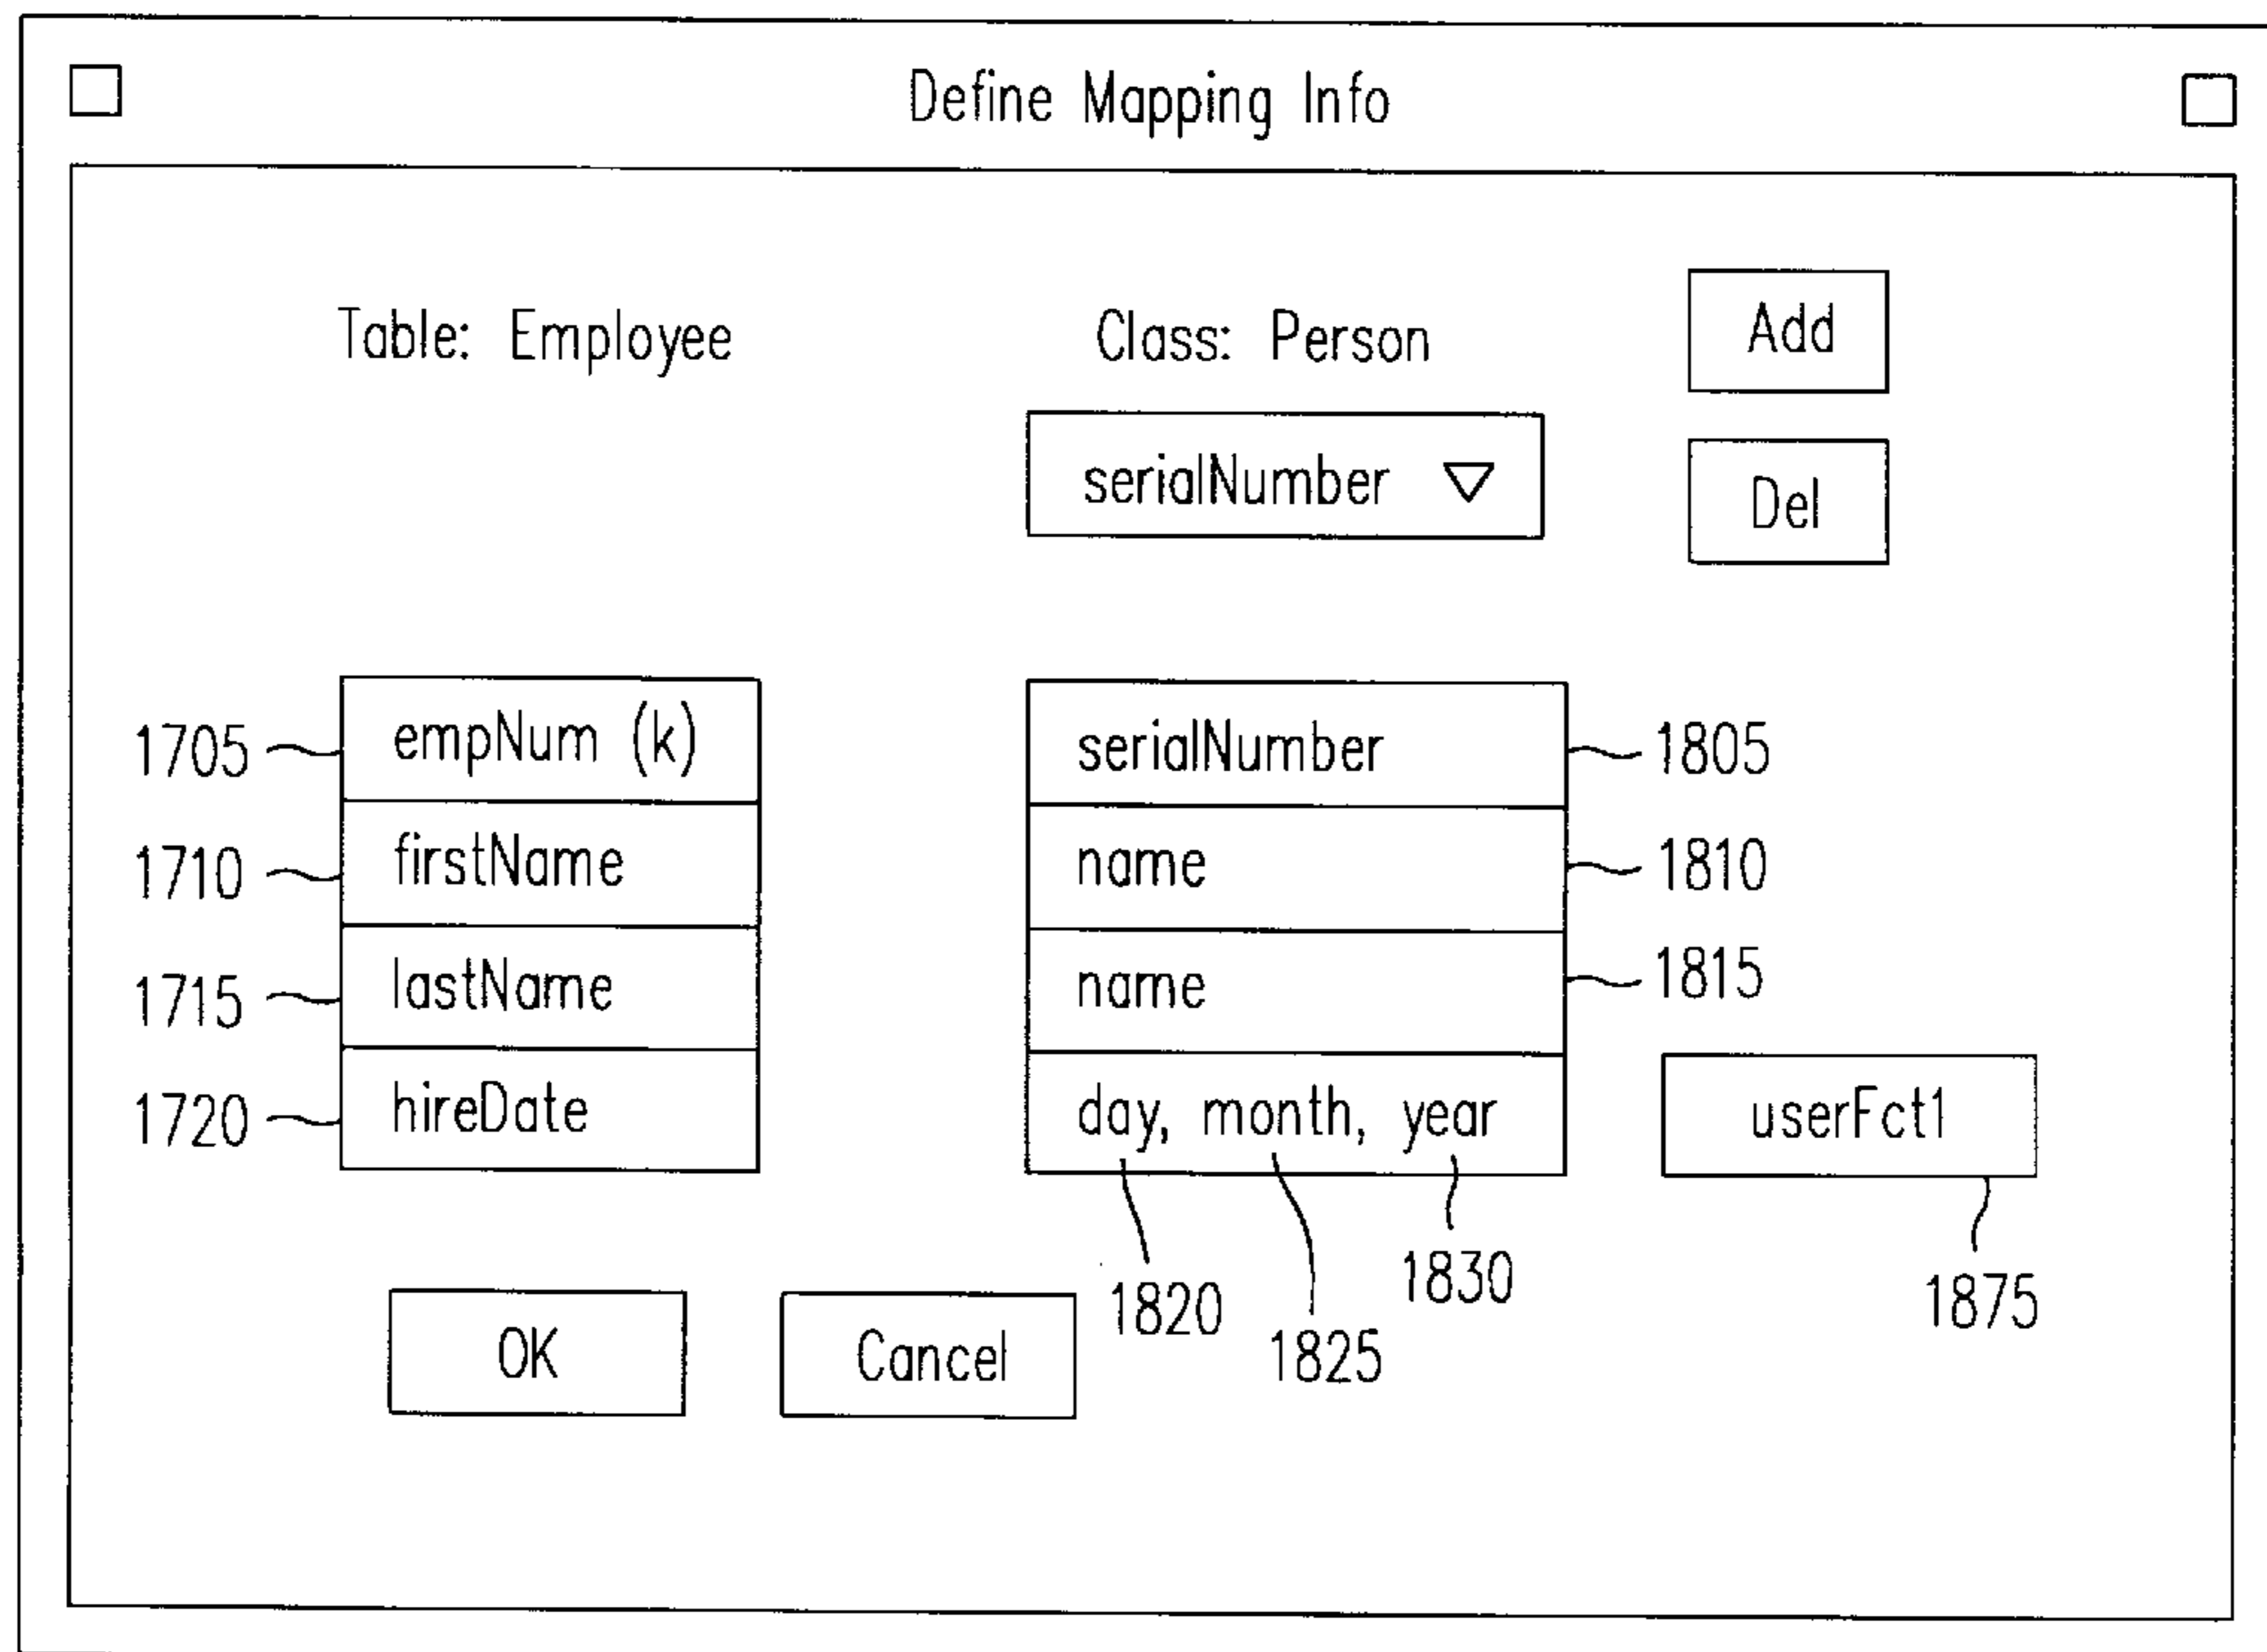 Define Mapping Info
Table: Employee
Class: Person
Add
serialNumber
Del
1705
empNum (k)
serialNumber
1805
1710
firstName
name
1810
1715
lastName
name
1815
1720
hireDate
day, month, year
userFct1
1820
1825
1830
1875
OK
Cancel